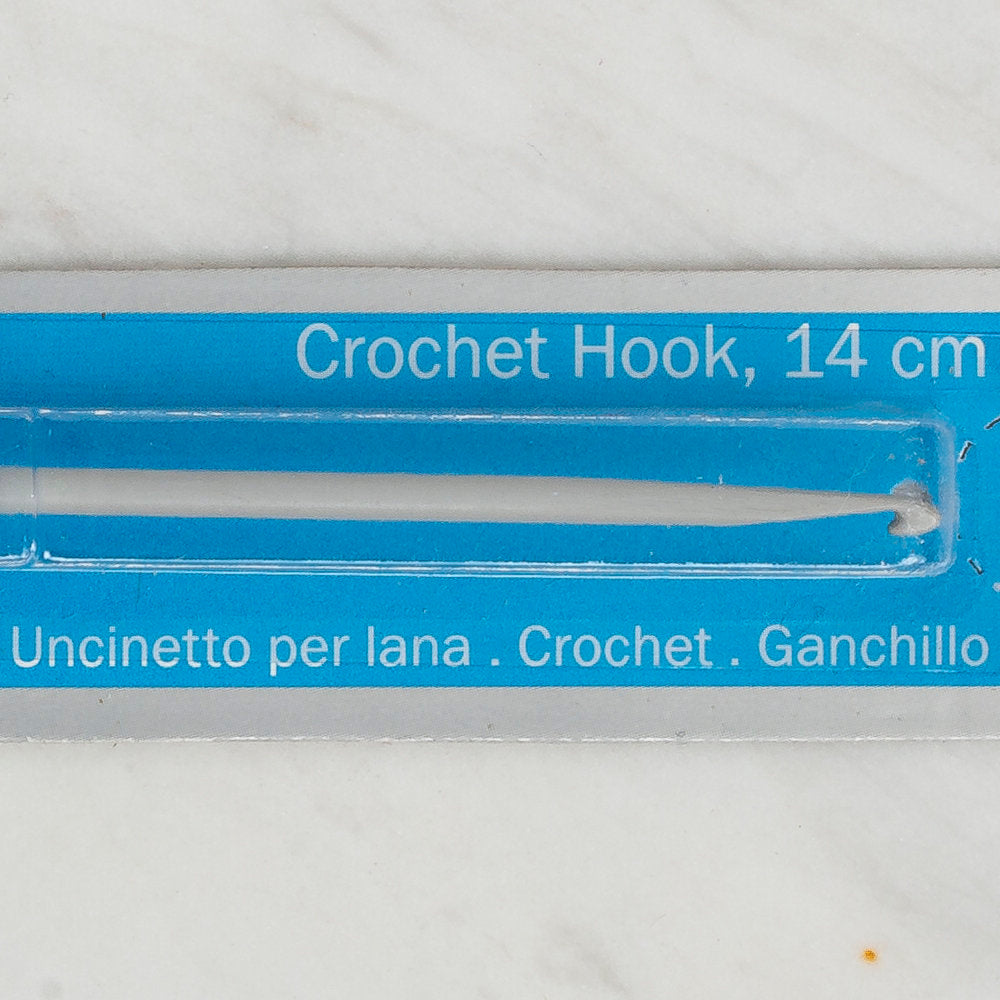 Crochet Hook, 14 cm
Uncinetto per lana . Crochet . Ganchillo